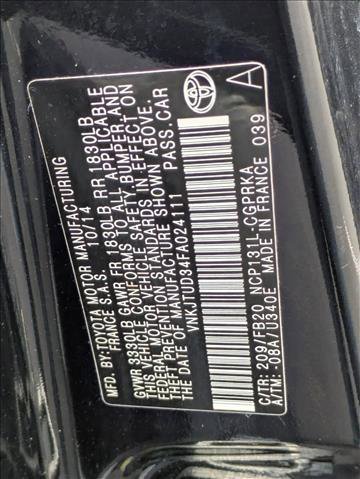 MFD. BY: TOYOTA MOTOR MANUFACTURING
FRANCE S.A.S. 10/14
GVWR 3330LB GAWR FR 1830LB RR 1830LB
THIS VEHICLE CONFORMS TO ALL APPLICABLE
FEDERAL MOTOR VEHICLE SAFETY, BUMPER, AND
THEFT PREVENTION STANDARDS IN EFFECT ON
THE DATE OF MANUFACTURE SHOWN ABOVE.
VNKJTUD34FA024111 PASS.CAR
C/TR: 209/FB20 NCP131L-CGPRKA
A/TM: -08A/U340E MADE IN FRANCE 039
A